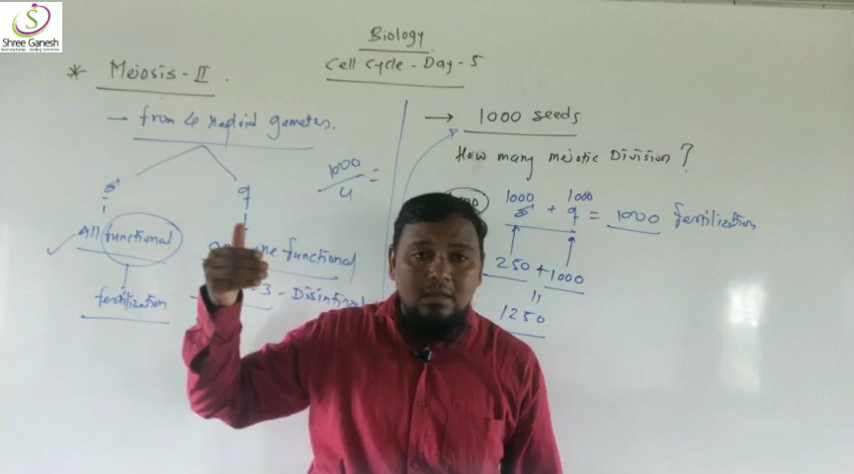 S
Shree Ganesh
Biology
Cell Cycle - Day - 5
* Meiosis - II .
→ from 4 haploid gametes.
♂
♀
All functional
fertilization
one functional
3 - Disint
1000
4 =
→ 1000 seeds
How many meiotic Division ?
1000 1000
♂ + ♀ = 1000 fertilization
250 + 1000
=
1250